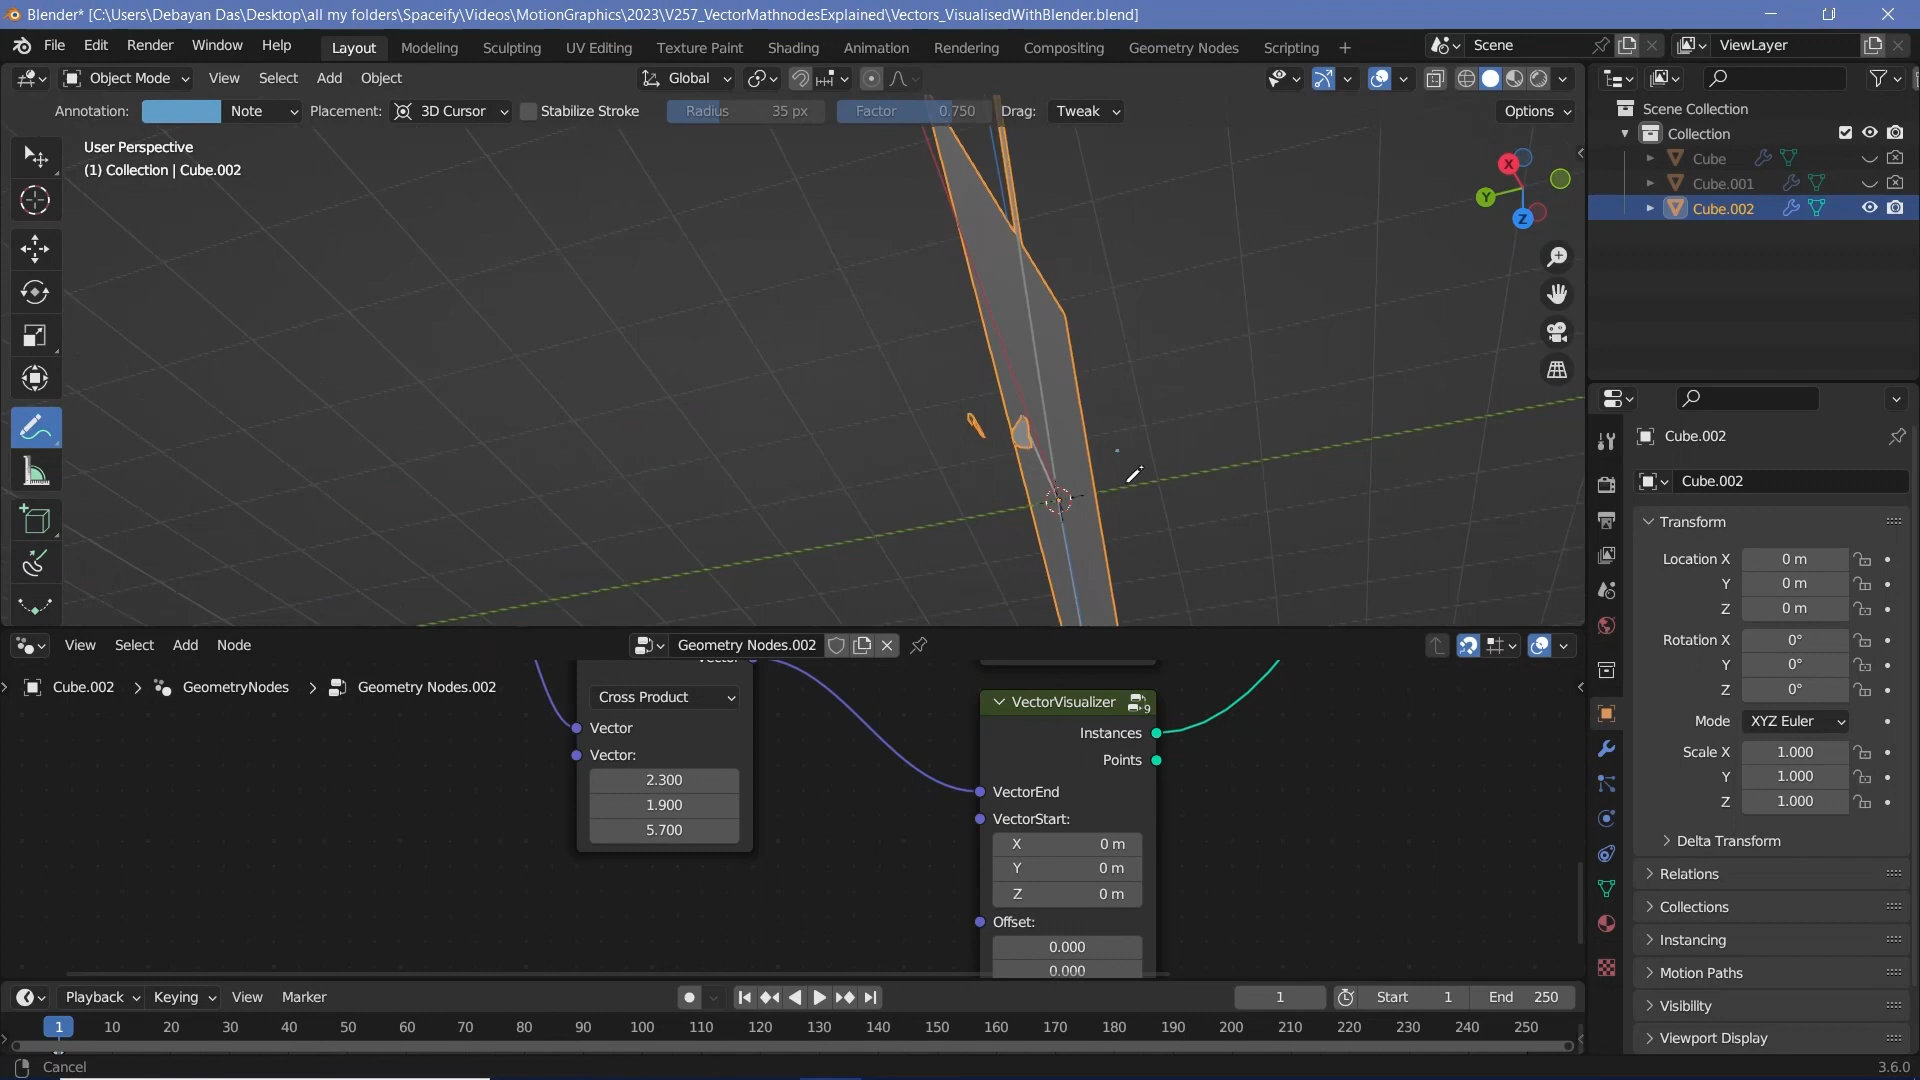 Blender* [C:\Users\Debayan Das\Desktop\all my folders\Spaceify\Videos\MotionGraphics\2023\V257_VectorMathnodesExplained\Vectors_VisualisedWithBlender.blend]
File Edit Render Window Help Layout Modeling Sculpting UV Editing Texture Paint Shading Animation Rendering Compositing Geometry Nodes Scripting + Scene ViewLayer
Object Mode View Select Add Object Global
Annotation: Note Placement: 3D Cursor Stabilize Stroke Radius 35 px Factor 0.750 Drag: Tweak Options
User Perspective
(1) Collection | Cube.002
X
Y
Z
Scene Collection
Collection
Cube
Cube.001
Cube.002
Cube.002
Cube.002
Transform
Location X 0 m
Y 0 m
Z 0 m
Rotation X 0°
Y 0°
Z 0°
Mode XYZ Euler
Scale X 1.000
Y 1.000
Z 1.000
Delta Transform
Relations
Collections
Instancing
Motion Paths
Visibility
Viewport Display
View Select Add Node Geometry Nodes.002
Cube.002 > GeometryNodes > Geometry Nodes.002
Vector
Cross Product
Vector
Vector:
2.300
1.900
5.700
VectorVisualizer 9
Instances
Points
VectorEnd
VectorStart:
X 0 m
Y 0 m
Z 0 m
Offset:
0.000
0.000
Playback Keying View Marker 1 Start 1 End 250
1 10 20 30 40 50 60 70 80 90 100 110 120 130 140 150 160 170 180 190 200 210 220 230 240 250
Cancel 3.6.0